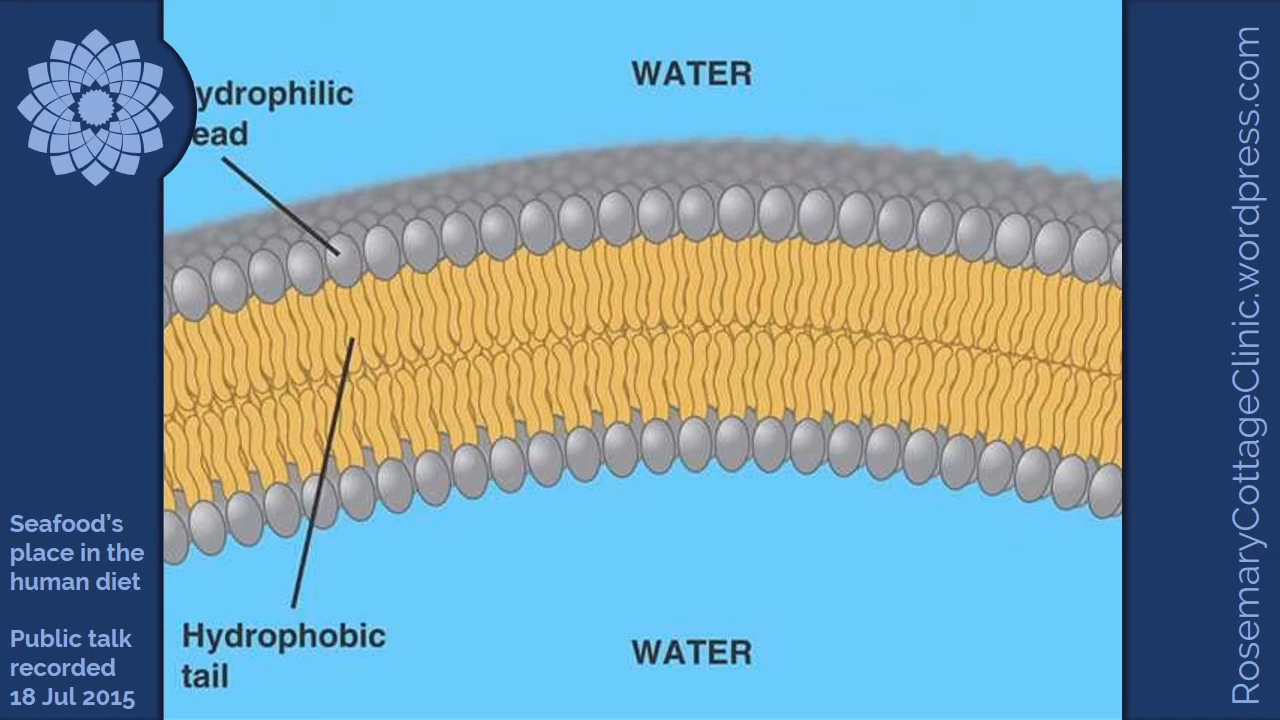 WATER
ydrophilic
ead
Hydrophobic
tail
WATER
Seafood's
place in the
human diet
Public talk
recorded
18 Jul 2015
RosemaryCottageClinic.wordpress.com